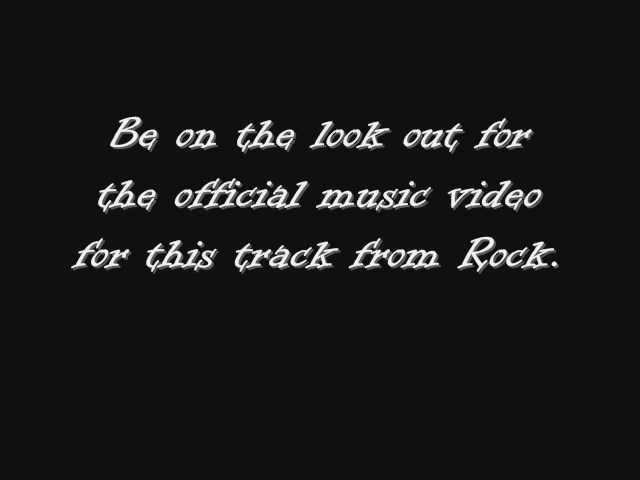 Be on the look out for
the official music video
for this track from Rock.